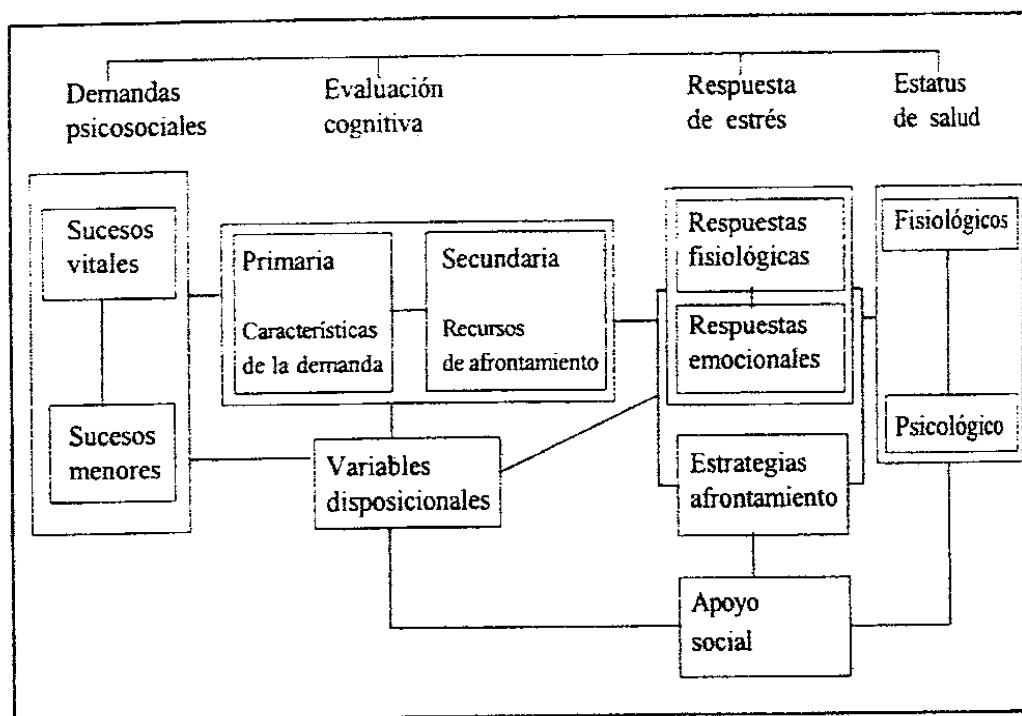 Demandas
psicosociales
Evaluación
cognitiva
Respuesta
de estrés
Estatus
de salud
Sucesos
vitales
Sucesos
menores
Primaria
Características
de la demanda
Secundaria
Recursos
de afrontamiento
Variables
disposicionales
Respuestas
fisiológicas
Respuestas
emocionales
Estrategias
afrontamiento
Apoyo
social
Fisiológicos
Psicológico